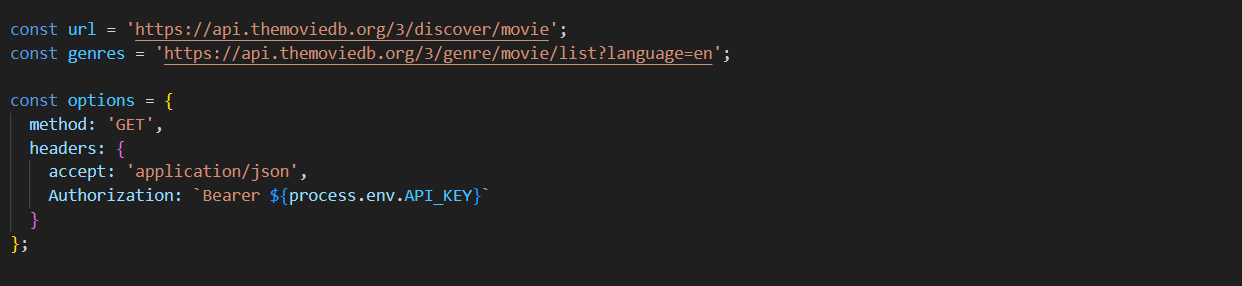 const url = 'https://api.themoviedb.org/3/discover/movie';
const genres = 'https://api.themoviedb.org/3/genre/movie/list?language=en';

const options = {
  method: 'GET',
  headers: {
    accept: 'application/json',
    Authorization: `Bearer ${process.env.API_KEY}`
  }
};